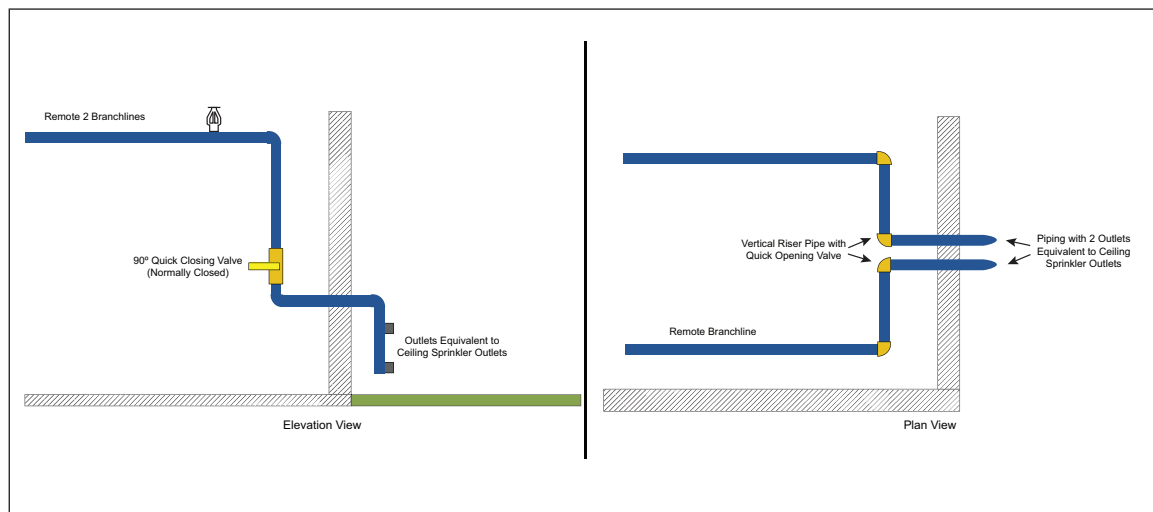 Remote 2 Branchlines
90º Quick Closing Valve
(Normally Closed)
Outlets Equivalent to
Ceiling Sprinkler Outlets
Elevation View
Vertical Riser Pipe with
Quick Opening Valve
Piping with 2 Outlets
Equivalent to Ceiling
Sprinkler Outlets
Remote Branchline
Plan View